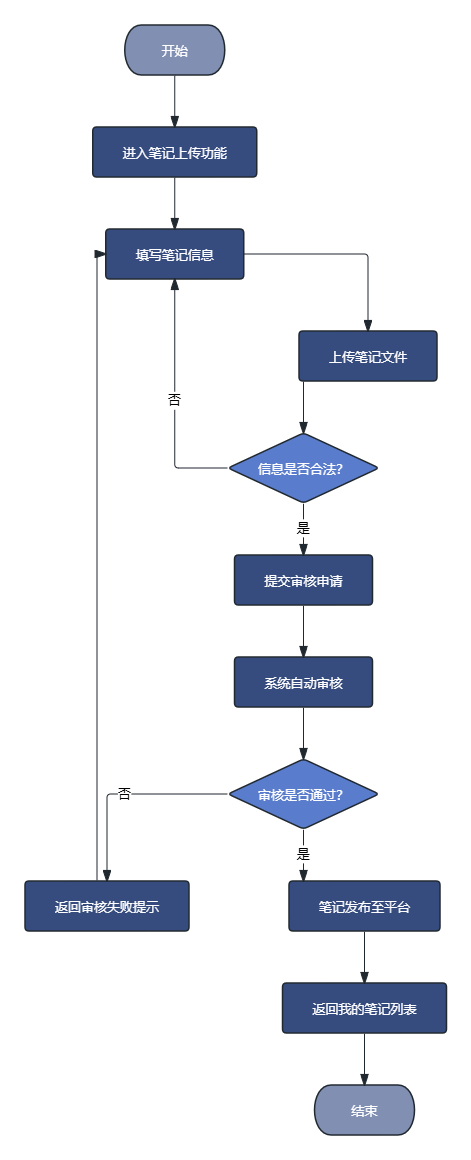 开始
进入笔记上传功能
填写笔记信息
上传笔记文件
否
信息是否合法？
是
提交审核申请
系统自动审核
审核是否通过？
否
是
返回审核失败提示
笔记发布至平台
返回我的笔记列表
结束